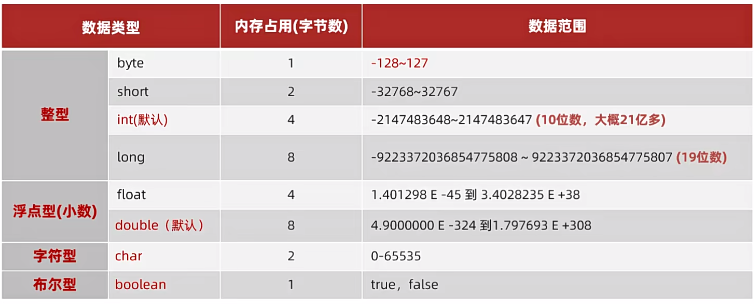 数据类型 内存占用(字节数) 数据范围
整型 byte 1 -128~127
short 2 -32768~32767
int(默认) 4 -2147483648~2147483647 (10位数，大概21亿多)
long 8 -9223372036854775808 ~ 9223372036854775807 (19位数)
浮点型(小数) float 4 1.401298 E -45 到 3.4028235 E +38
double（默认） 8 4.9000000 E -324 到1.797693 E +308
字符型 char 2 0-65535
布尔型 boolean 1 true，false